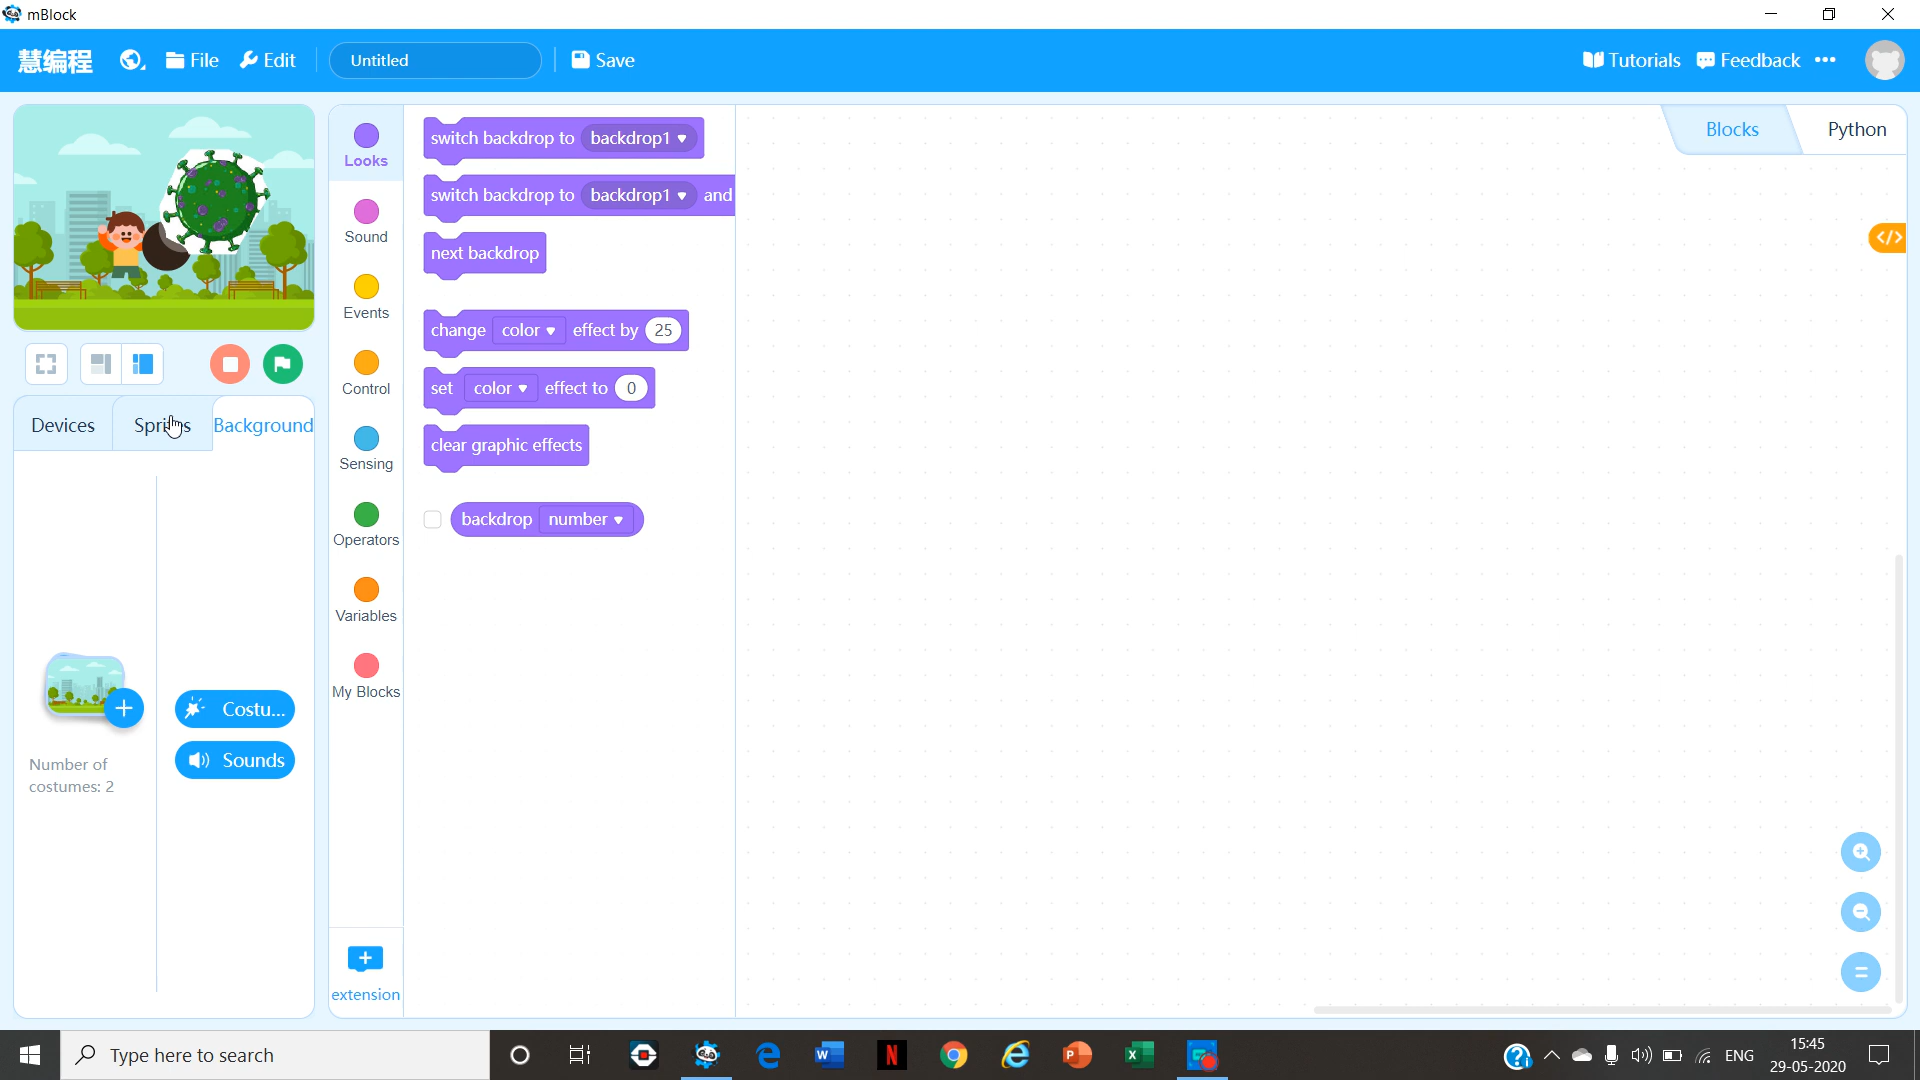 mBlock
慧编程 File Edit Untitled Save Tutorials Feedback
Blocks Python
Looks
Sound
Events
Control
Sensing
Operators
Variables
My Blocks
extension
switch backdrop to backdrop1
switch backdrop to backdrop1 and
next backdrop
change color effect by 25
set color effect to 0
clear graphic effects
backdrop number
Devices Sprites Background
Costu...
Sounds
Number of
costumes: 2
Type here to search
ENG
15:45
29-05-2020